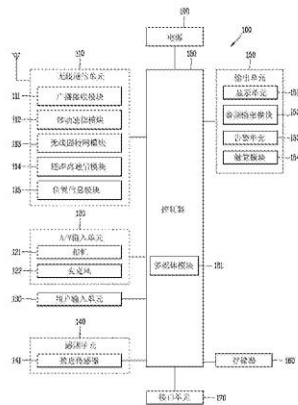 190
电源
100
110
无线通信单元
111
广播接收模块
112
移动通信模块
113
无线因特网模块
114
短距离通信模块
115
位置信息模块
120
A/V输入单元
121
相机
122
麦克风
130
用户输入单元
140
感测单元
141
接近传感器
180
控制器
多媒体模块
181
150
输出单元
显示单元
151
音频输出模块
152
告警单元
153
触觉模块
154
存储器
160
接口单元
170